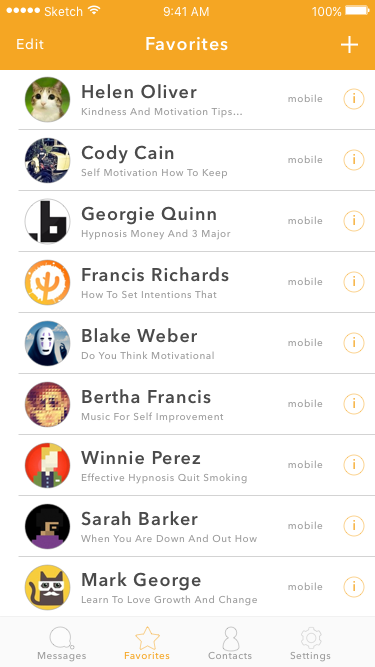 Sketch 9:41 AM 100%
Edit Favorites +
Helen Oliver
Kindness And Motivation Tips...
mobile i
Cody Cain
Self Motivation How To Keep
mobile i
Georgie Quinn
Hypnosis Money And 3 Major
mobile i
Francis Richards
How To Set Intentions That
mobile i
Blake Weber
Do You Think Motivational
mobile i
Bertha Francis
Music For Self Improvement
mobile i
Winnie Perez
Effective Hypnosis Quit Smoking
mobile i
Sarah Barker
When You Are Down And Out How
mobile i
Mark George
Learn To Love Growth And Change
mobile i
Messages Favorites Contacts Settings